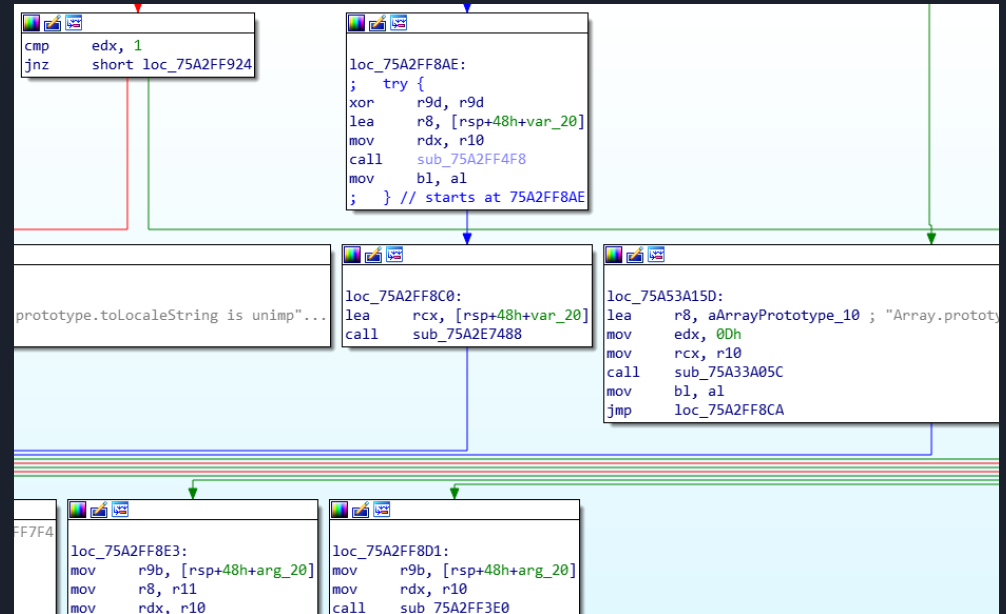 cmp edx, 1
jnz short loc_75A2FF924
loc_75A2FF8AE:
; try {
xor r9d, r9d
lea r8, [rsp+48h+var_20]
mov rdx, r10
call sub_75A2FF4F8
mov bl, al
; } // starts at 75A2FF8AE
prototype.toLocaleString is unimp"...
loc_75A2FF8C0:
lea rcx, [rsp+48h+var_20]
call sub_75A2E7488
loc_75A53A15D:
lea r8, aArrayPrototype_10 ; "Array.prototy
mov edx, 0Dh
mov rcx, r10
call sub_75A33A05C
mov bl, al
jmp loc_75A2FF8CA
FF7F4
loc_75A2FF8E3:
mov r9b, [rsp+48h+arg_20]
mov r8, r11
mov rdx, r10
loc_75A2FF8D1:
mov r9b, [rsp+48h+arg_20]
mov rdx, r10
call sub_75A2FF3E0